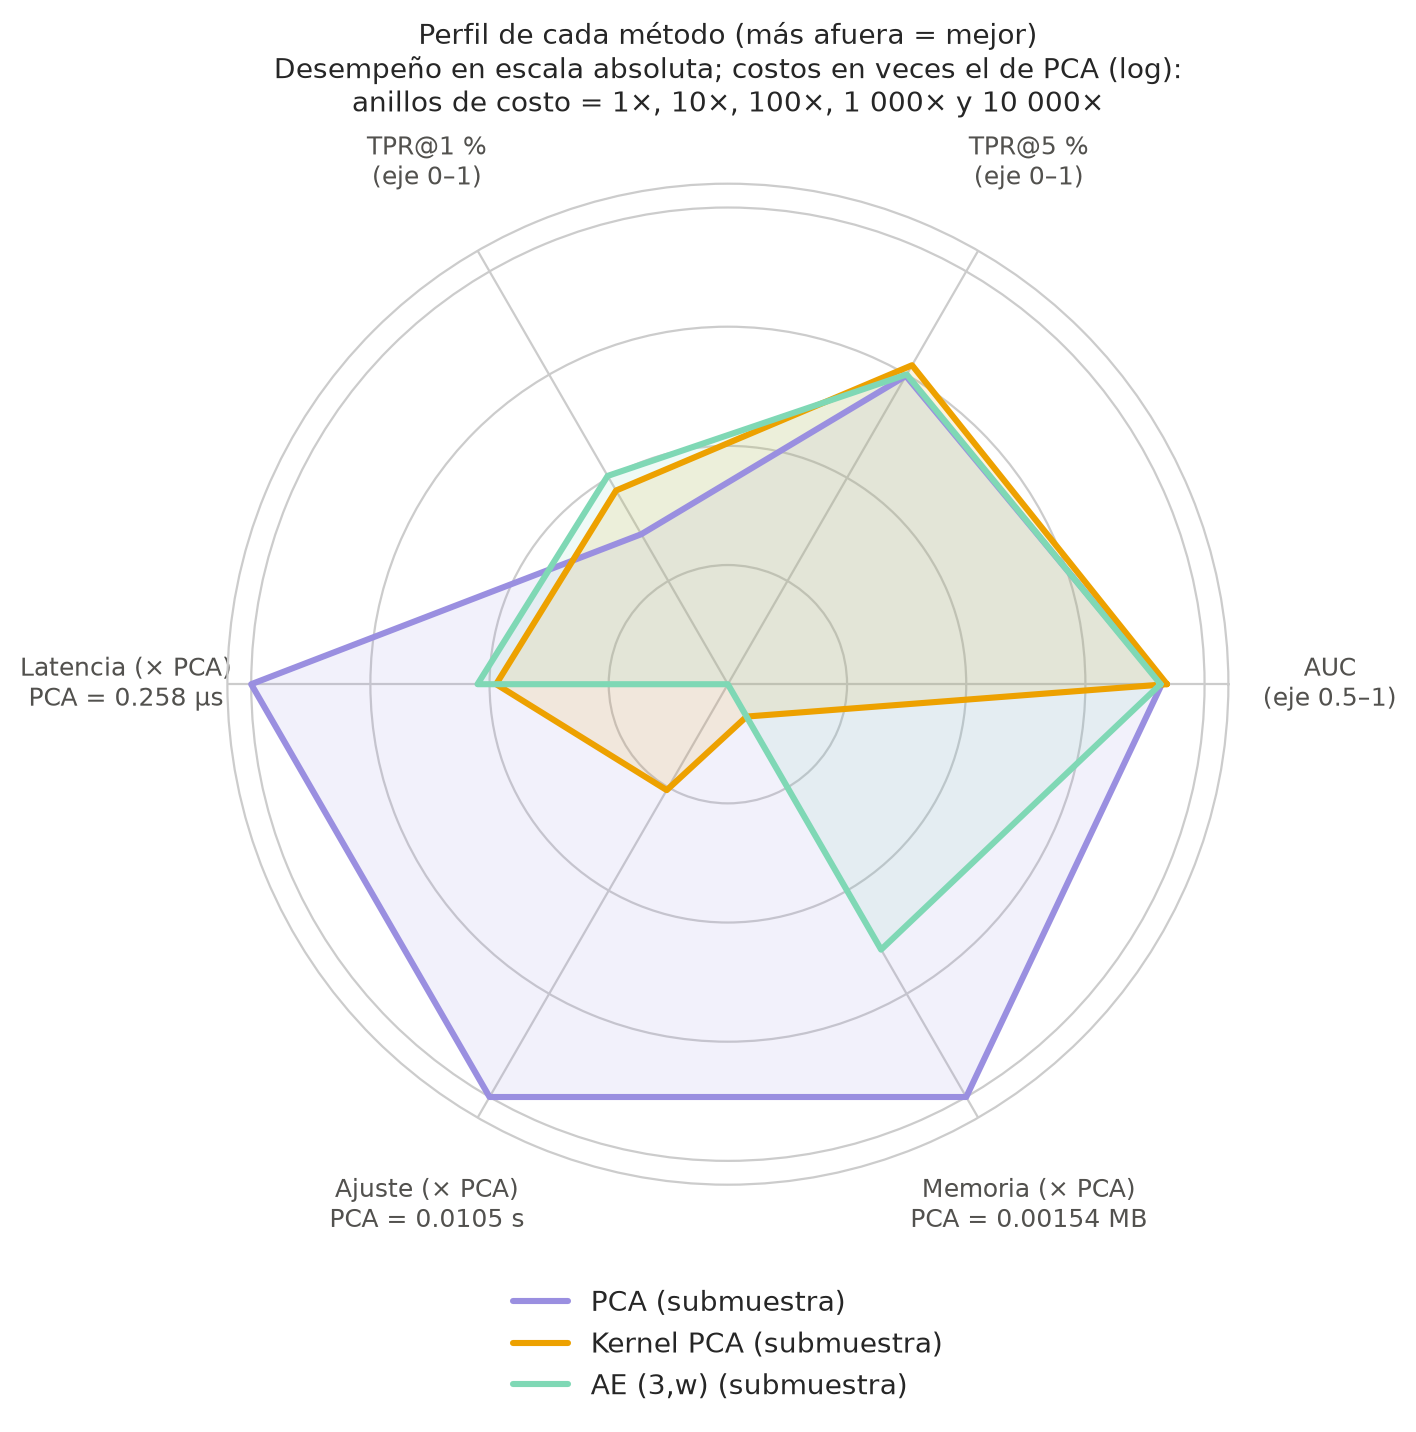 Perfil de cada método (más afuera = mejor)
Desempeño en escala absoluta; costos en veces el de PCA (log):
anillos de costo = 1×, 10×, 100×, 1 000× y 10 000×
TPR@1 %
(eje 0–1)
TPR@5 %
(eje 0–1)
Latencia (× PCA)
PCA = 0.258 µs
AUC
(eje 0.5–1)
Ajuste (× PCA)
PCA = 0.0105 s
Memoria (× PCA)
PCA = 0.00154 MB
PCA (submuestra)
Kernel PCA (submuestra)
AE (3,w) (submuestra)